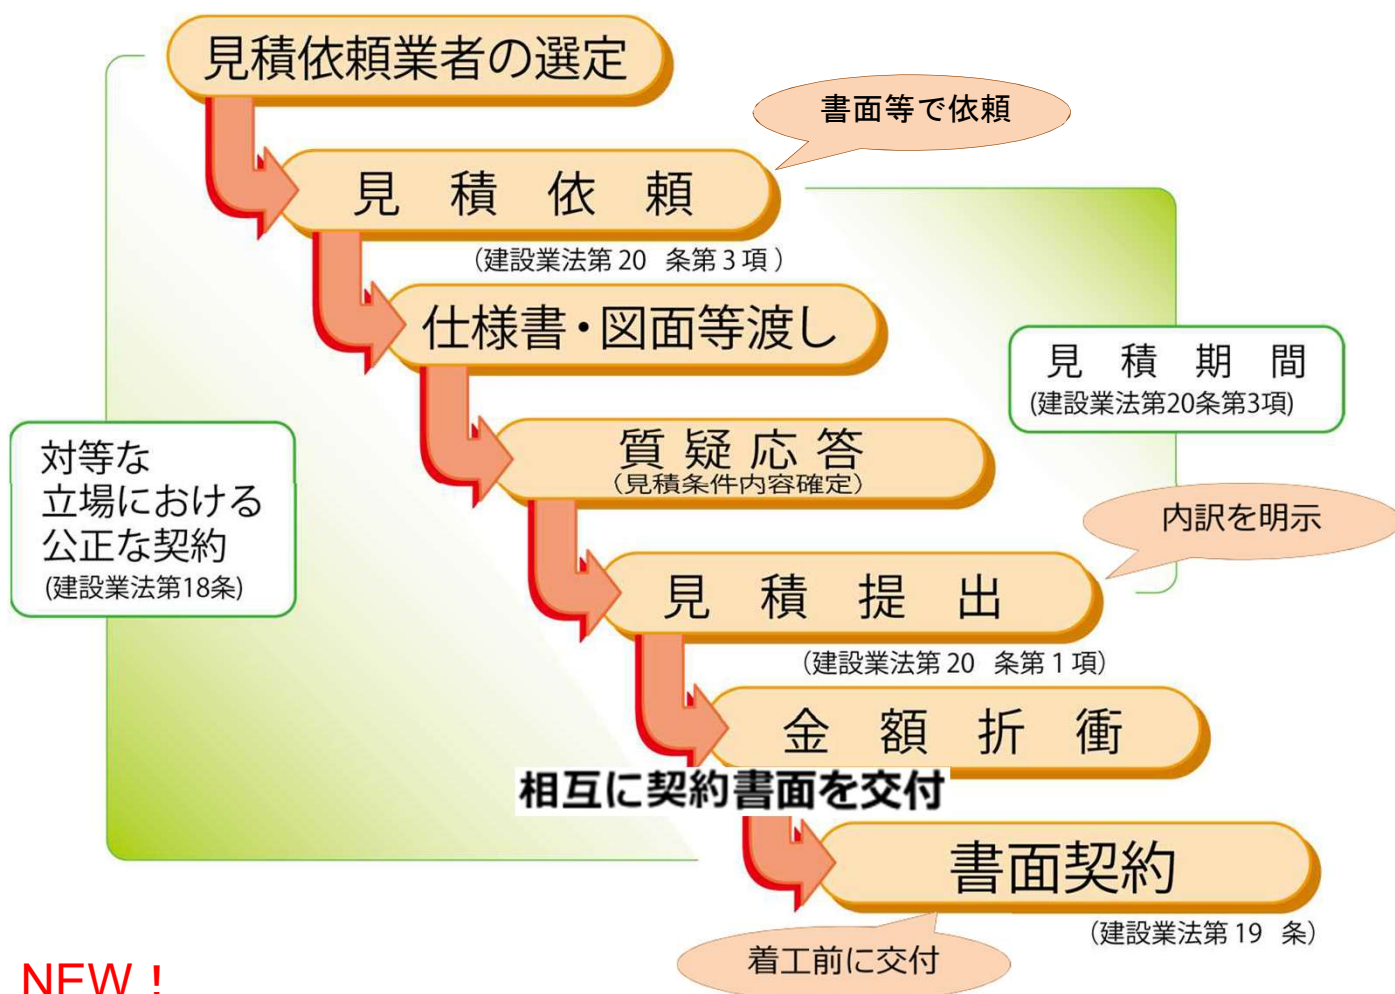 見積依頼業者の選定
書面等で依頼
見積依頼
（建設業法第20 条第3項）
仕様書・図面等渡し
見積期間
(建設業法第20条第3項)
質疑応答
（見積条件内容確定）
対等な
立場における
公正な契約
(建設業法第18条)
内訳を明示
見積提出
（建設業法第20 条第1項）
金額折衝
相互に契約書面を交付
書面契約
（建設業法第19 条）
着工前に交付
NEW！